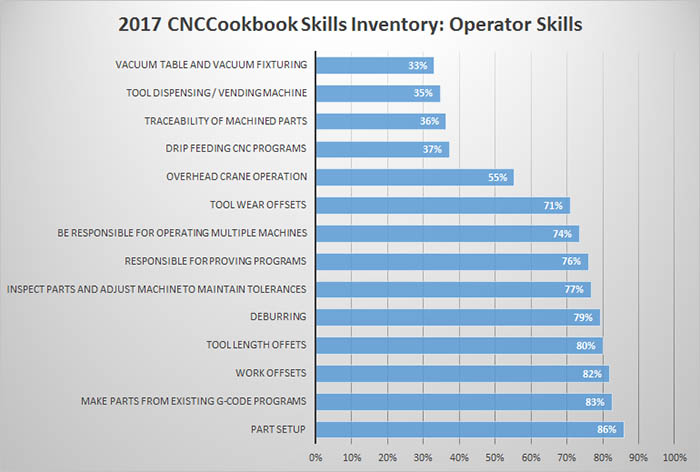 2017 CNCCookbook Skills Inventory: Operator Skills
VACUUM TABLE AND VACUUM FIXTURING 33%
TOOL DISPENSING / VENDING MACHINE 35%
TRACEABILITY OF MACHINED PARTS 36%
DRIP FEEDING CNC PROGRAMS 37%
OVERHEAD CRANE OPERATION 55%
TOOL WEAR OFFSETS 71%
BE RESPONSIBLE FOR OPERATING MULTIPLE MACHINES 74%
RESPONSIBLE FOR PROVING PROGRAMS 76%
INSPECT PARTS AND ADJUST MACHINE TO MAINTAIN TOLERANCES 77%
DEBURRING 79%
TOOL LENGTH OFFETS 80%
WORK OFFSETS 82%
MAKE PARTS FROM EXISTING G-CODE PROGRAMS 83%
PART SETUP 86%
0% 10% 20% 30% 40% 50% 60% 70% 80% 90% 100%